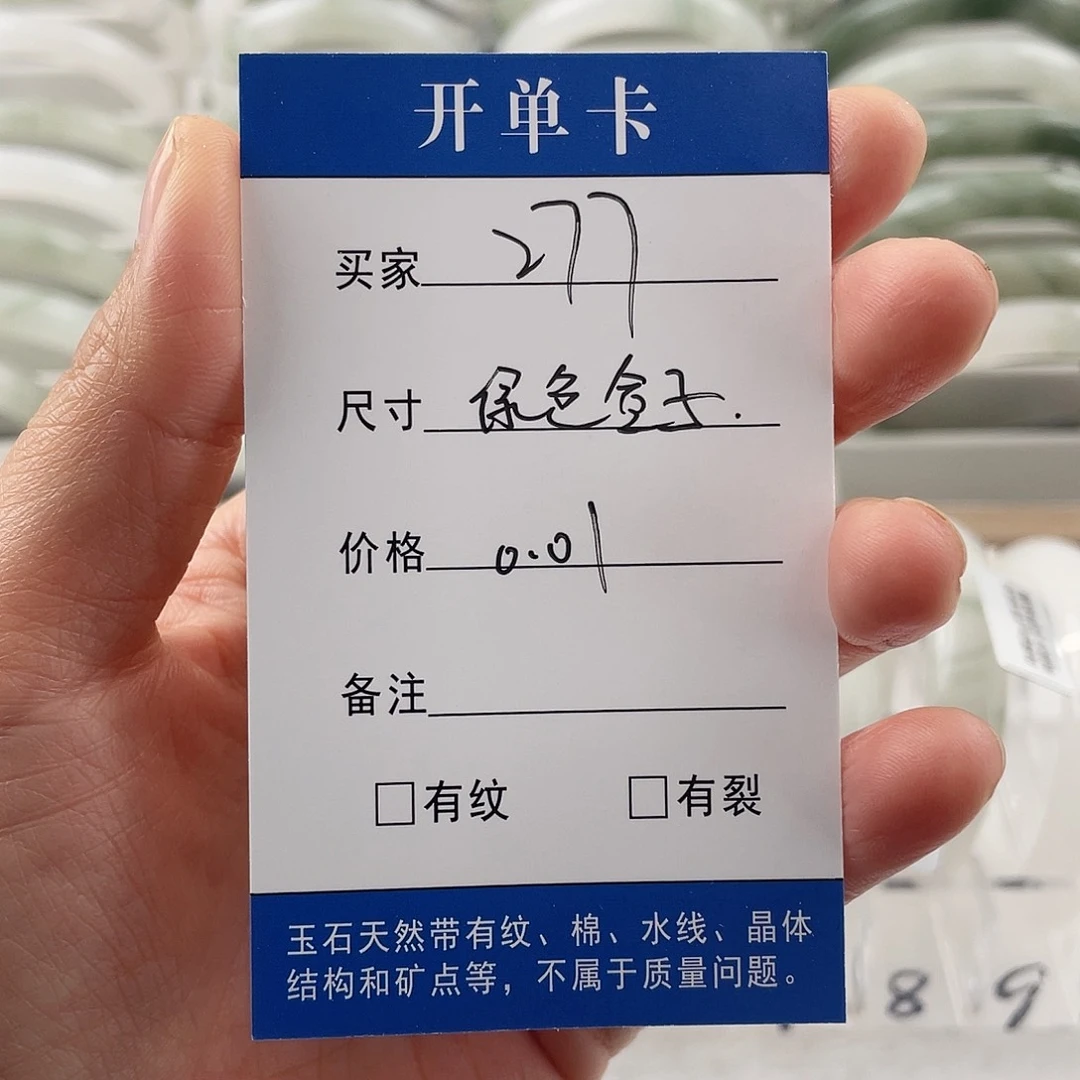 开单卡
买家 277
尺寸 绿色盒子.
价格 0.01
备注
□有纹 □有裂
玉石天然带有纹、棉、水线、晶体
结构和矿点等，不属于质量问题。
8 9